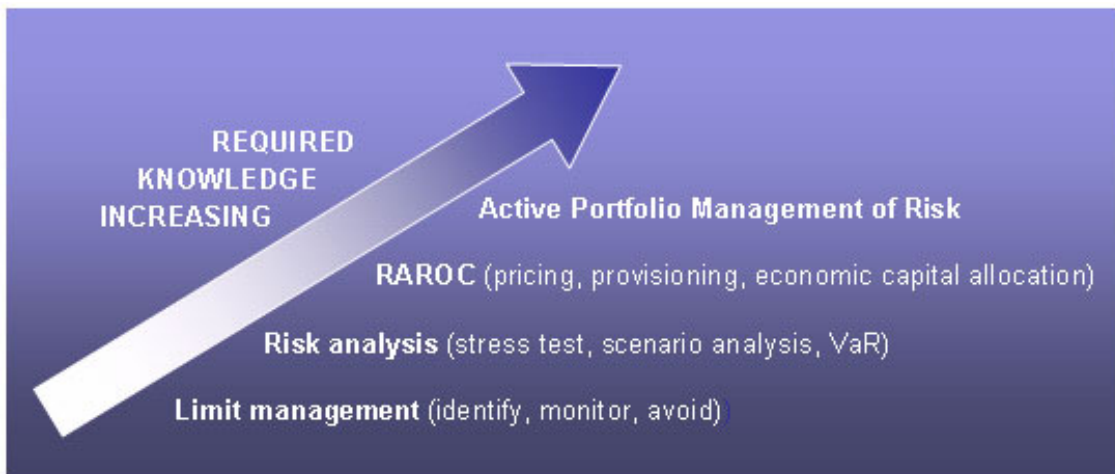 REQUIRED
KNOWLEDGE
INCREASING
Active Portfolio Management of Risk
RAROC (pricing, provisioning, economic capital allocation)
Risk analysis (stress test, scenario analysis, VaR)
Limit management (identify, monitor, avoid))